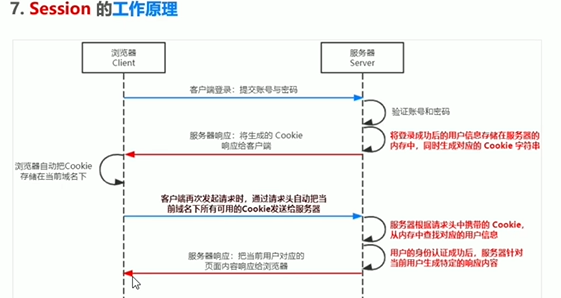 7. Session 的工作原理
浏览器
Client
服务器
Server
客户端登录：提交账号与密码
验证账号和密码
服务器响应：将生成的 Cookie
响应给客户端
将登录成功后的用户信息存储在服务器的
内存中，同时生成对应的 Cookie 字符串
浏览器自动把Cookie
存储在当前域名下
客户端再次发起请求时，通过请求头自动把当
前域名下所有可用的Cookie发送给服务器
服务器根据请求头中携带的 Cookie，
从内存中查找对应的用户信息
服务器响应：把当前用户对应的
页面内容响应给浏览器
用户的身份认证成功后，服务器针对
当前用户生成特定的响应内容